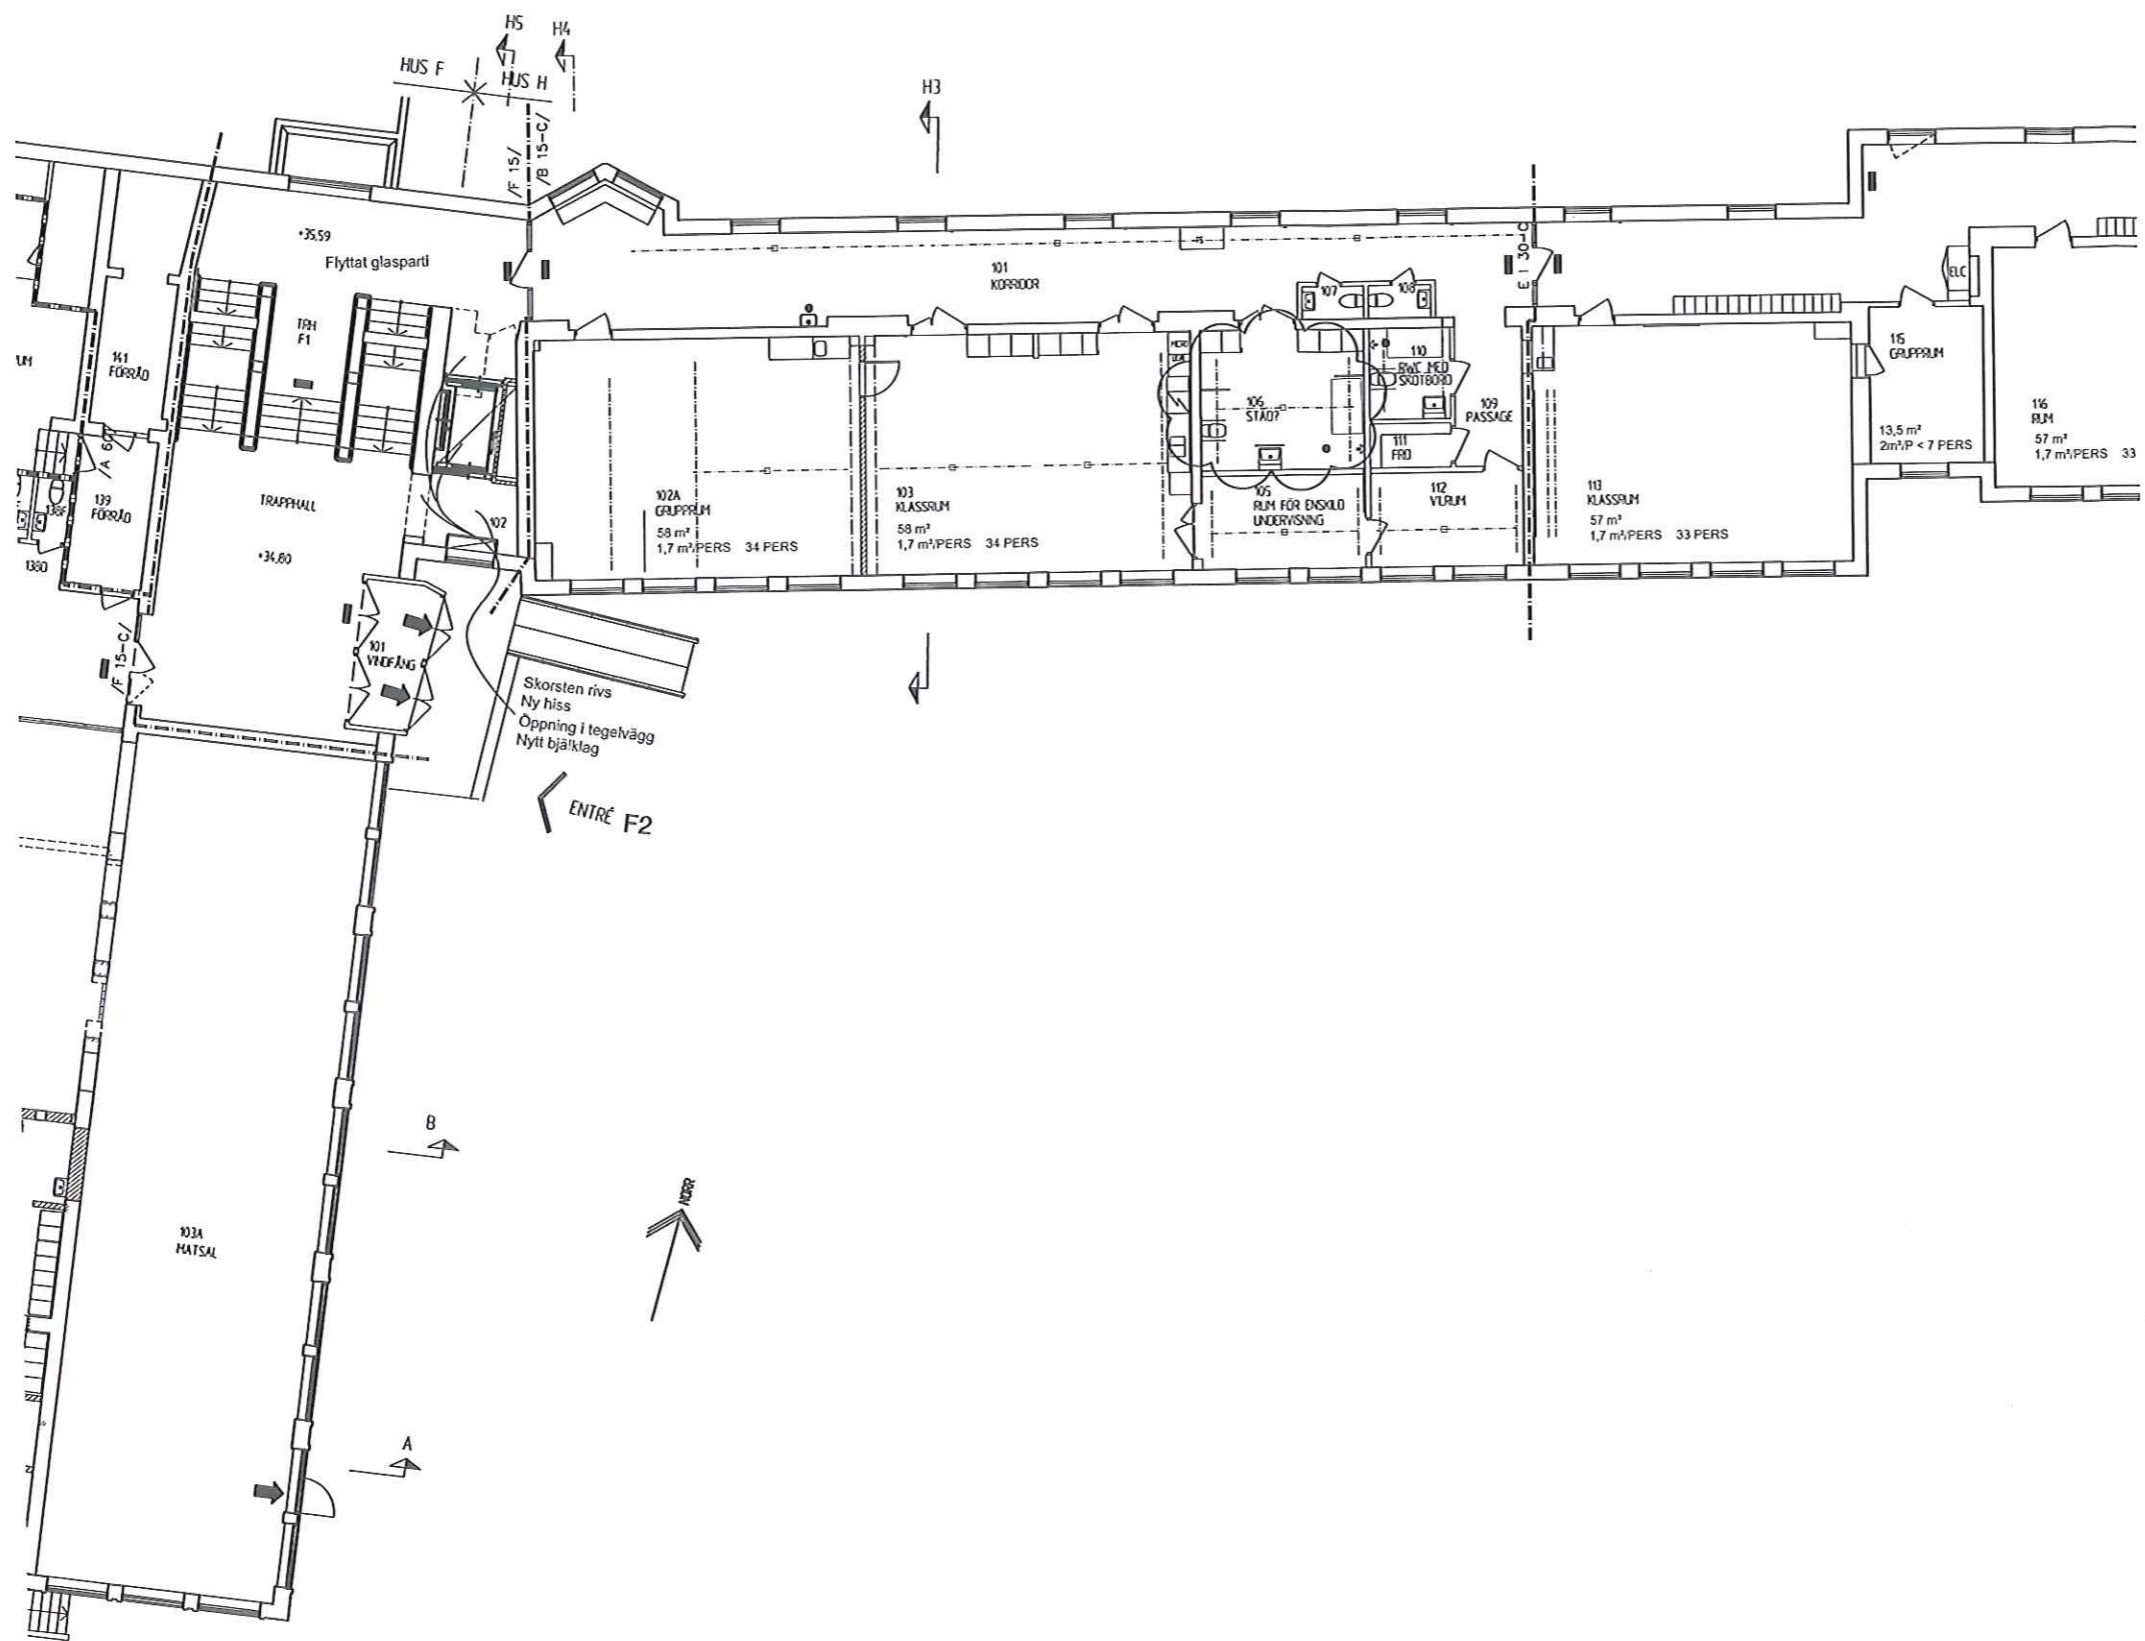 H5
H4
HUS F
HUS H
H3
/F 15/
/B 15-C/
+35,59
Flyttat glasparti
101
KORRIDOR
E I 30-C
ELC
107
108
TRH
F1
141
FÖRRÅD
115
GRUPPRUM
110
RWC MED
SKÖTBORD
109
PASSAGE
106
STÄD?
116
RUM
57 m²
1,7 m²/PERS 33
13,5 m²
2m²/P < 7 PERS
111
FRD
/A 60/
139
FÖRRÅD
TRAPPHALL
138F
138D
+34,80
102
102A
GRUPPRUM
58 m²
1,7 m²/PERS 34 PERS
103
KLASSRUM
58 m²
1,7 m²/PERS 34 PERS
105
RUM FÖR ENSKILD
UNDERVISNING
112
VILRUM
113
KLASSRUM
57 m²
1,7 m²/PERS 33 PERS
/F 15-C/
101
VINDFÅNG
Skorsten rivs
Ny hiss
Öppning i tegelvägg
Nytt bjälklag
ENTRÉ F2
B
NORR
103A
MATSAL
A